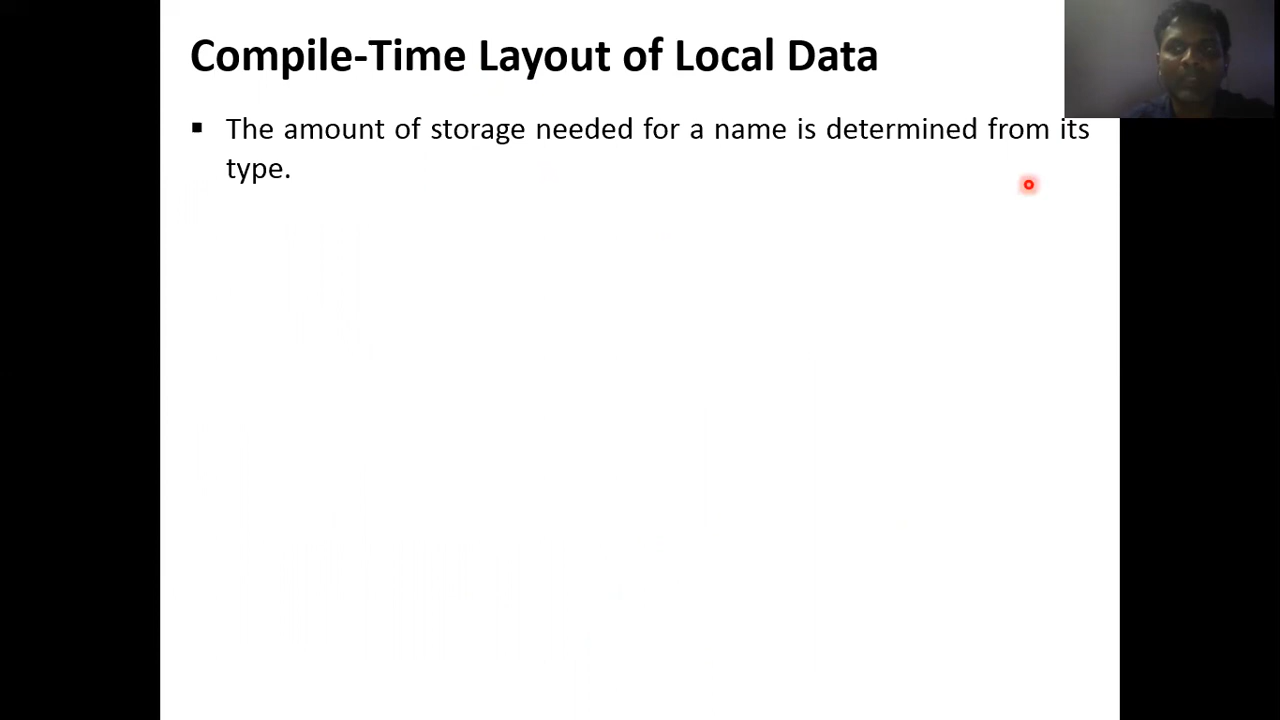 Compile-Time Layout of Local Data
▪ The amount of storage needed for a name is determined from its
type.